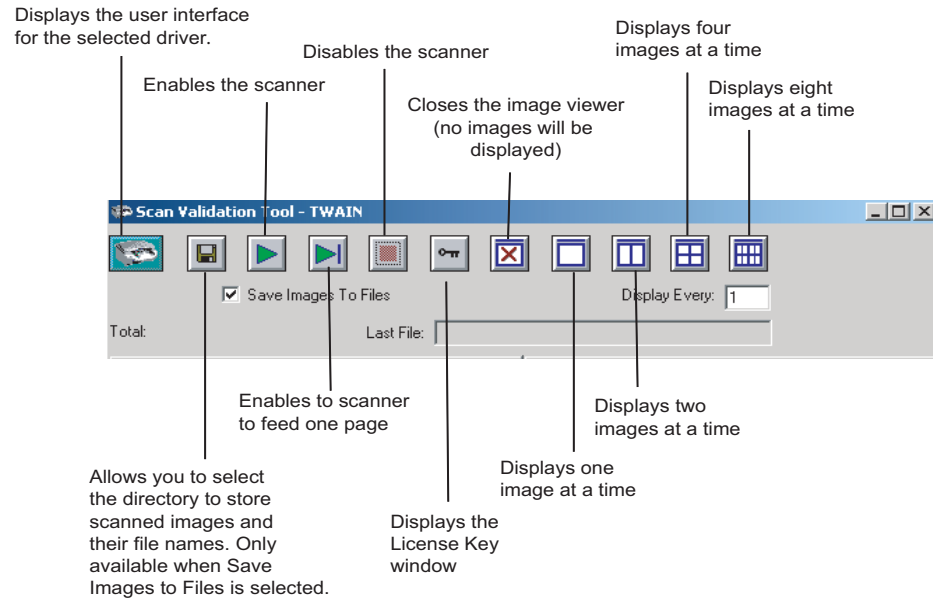 Displays the user interface
for the selected driver.
Enables the scanner
Disables the scanner
Closes the image viewer
(no images will be
displayed)
Displays four
images at a time
Displays eight
images at a time
Scan Validation Tool - TWAIN
Save Images To Files
Display Every: 1
Total:
Last File:
Enables to scanner
to feed one page
Displays two
images at a time
Displays one
image at a time
Allows you to select
the directory to store
scanned images and
their file names. Only
available when Save
Images to Files is selected.
Displays the
License Key
window